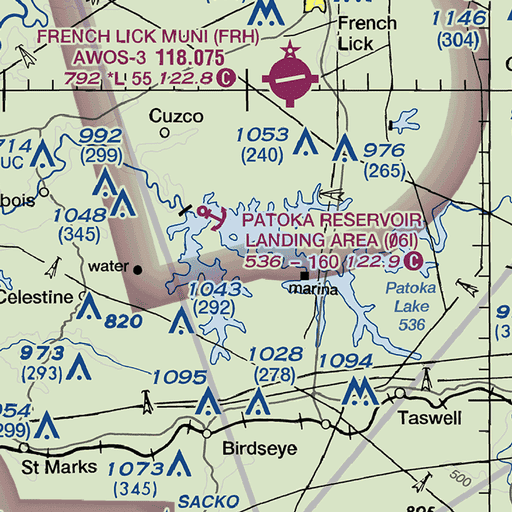 1146
(304)
French
Lick
FRENCH LICK MUNI (FRH)
AWOS-3 118.075
792 *L 55 122.8 C
Cuzco
714
UC
992
(299)
1053
(240)
976
(265)
bois
1048
(345)
PATOKA RESERVOIR
LANDING AREA (Ø6I)
536 - 160 122.9 C
water
marina
Celestine
1043
(292)
Patoka
Lake
536
820
973
(293)
1028
(278)
1094
1095
954
(299)
Taswell
Birdseye
St Marks
1073
(345)
500
SACKO